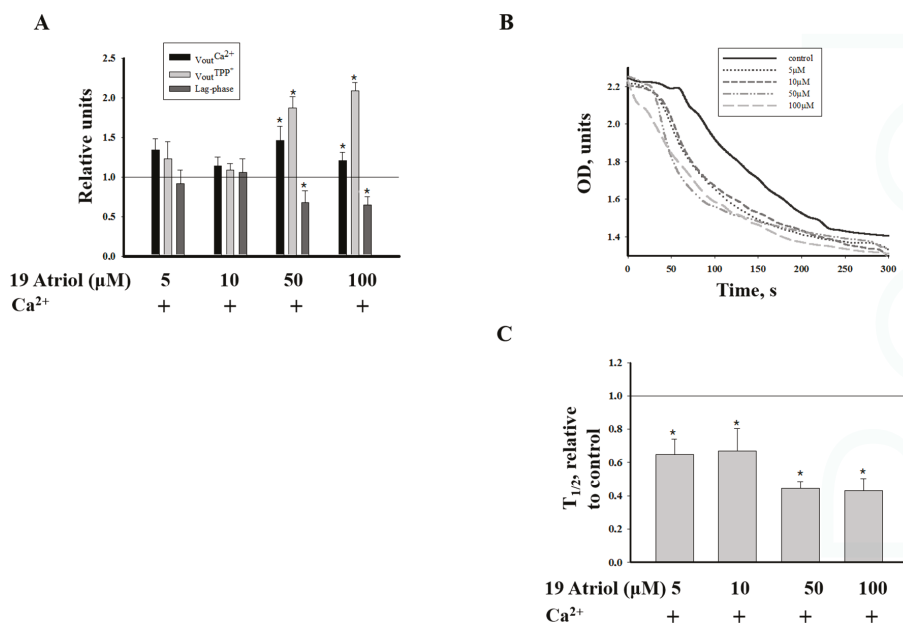 A
Vout Ca2+
Vout TPP+
Lag-phase
Relative units
2.5
2.0
1.5
1.0
0.5
0.0
* * * * * *
19 Atriol (μM) 5 10 50 100
Ca2+ + + + +
B
control
5μM
10μM
50μM
100μM
OD, units
2.2
2.0
1.8
1.6
1.4
0 50 100 150 200 250 300
Time, s
C
T1/2, relative
to control
1.2
1.0
0.8
0.6
0.4
0.2
0.0
* * * *
19 Atriol (μM) 5 10 50 100
Ca2+ + + + +